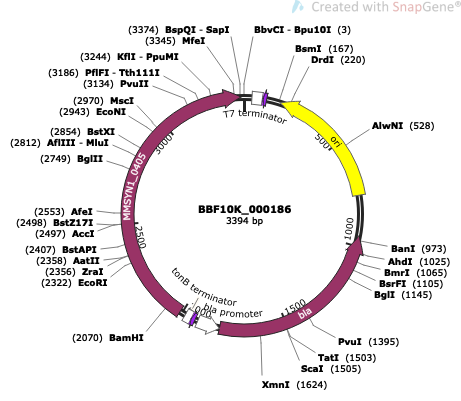 Created with SnapGene®
(3374) BspQI - SapI
(3345) MfeI
BbvCI - Bpu10I (3)
(3244) KflI - PpuMI
BsmI (167)
DrdI (220)
(3186) PflFI - Tth111I
(3134) PvuII
(2970) MscI
(2943) EcoNI
(2854) BstXI
(2812) AflIII - MluI
(2749) BglII
T7 terminator
AlwNI (528)
ori
500
3000
MMSYN1_0405
BBF10K_000186
3394 bp
(2553) AfeI
(2498) BstZ17I
(2497) AccI
(2407) BstAPI
(2358) AatII
(2356) ZraI
(2322) EcoRI
2500
1000
BanI (973)
AhdI (1025)
BmrI (1065)
BsrFI (1105)
BglI (1145)
tonB terminator
bla promoter
1500
bla
(2070) BamHI
PvuI (1395)
TatI (1503)
ScaI (1505)
XmnI (1624)